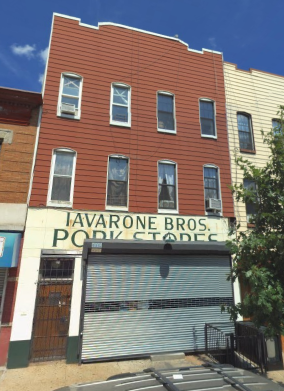 IAVARONE BROS.
PORK STORES